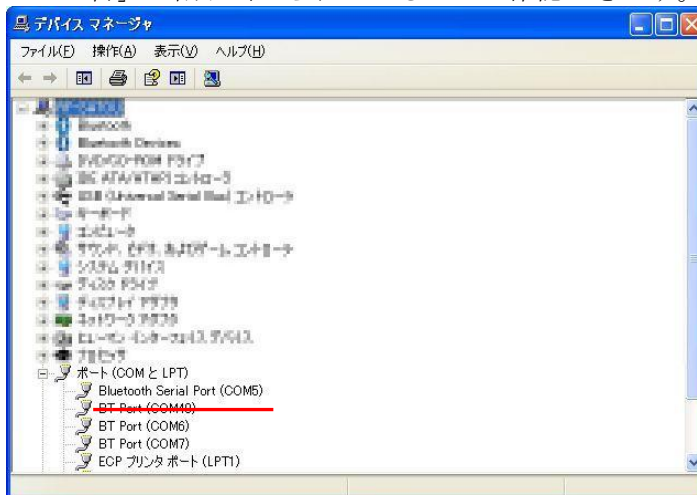 デバイス マネージャ
ファイル(F) 操作(A) 表示(V) ヘルプ(H)
Bluetooth
Bluetooth Devices
DVD/CD-ROM ドライブ
IDE ATA/ATAPI コントローラ
USB (Universal Serial Bus) コントローラ
キーボード
コンピュータ
サウンド、ビデオ、およびゲーム コントローラ
システム デバイス
ディスク ドライブ
ディスプレイ アダプタ
ネットワーク アダプタ
ヒューマン インターフェイス デバイス
プロセッサ
ポート (COM と LPT)
Bluetooth Serial Port (COM5)
BT Port (COM40)
BT Port (COM6)
BT Port (COM7)
ECP プリンタ ポート (LPT1)